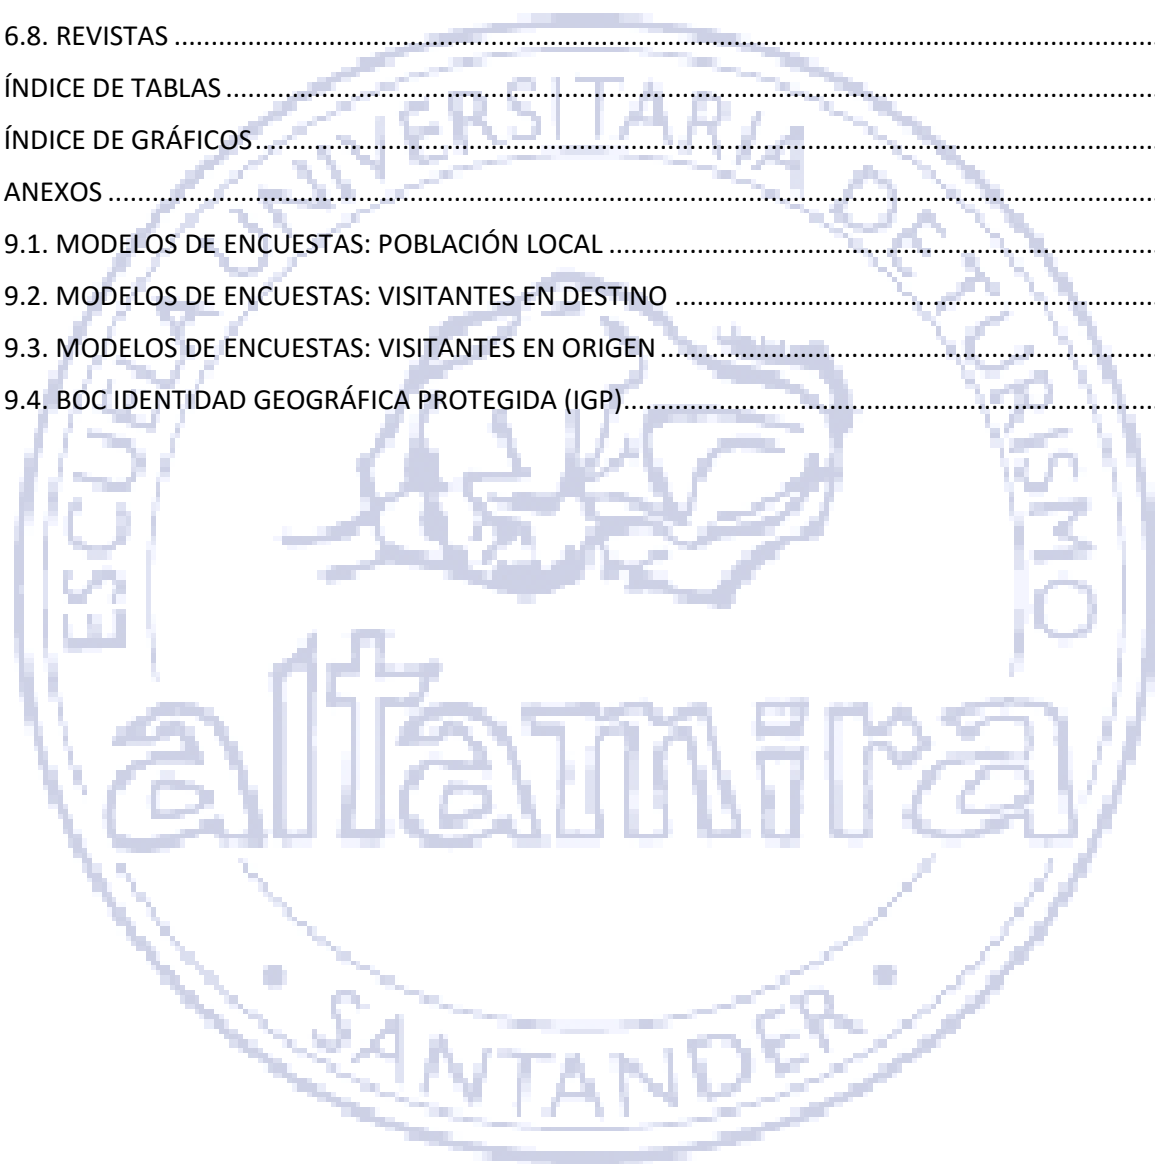 6.8. REVISTAS ........................................................................................................................................
ÍNDICE DE TABLAS ................................................................................................................................
ÍNDICE DE GRÁFICOS ............................................................................................................................
ANEXOS ................................................................................................................................................
9.1. MODELOS DE ENCUESTAS: POBLACIÓN LOCAL ............................................................................
9.2. MODELOS DE ENCUESTAS: VISITANTES EN DESTINO ...................................................................
9.3. MODELOS DE ENCUESTAS: VISITANTES EN ORIGEN .....................................................................
9.4. BOC IDENTIDAD GEOGRÁFICA PROTEGIDA (IGP) ..........................................................................
ESCUELA UNIVERSITARIA DE TURISMO
altamira
• SANTANDER •